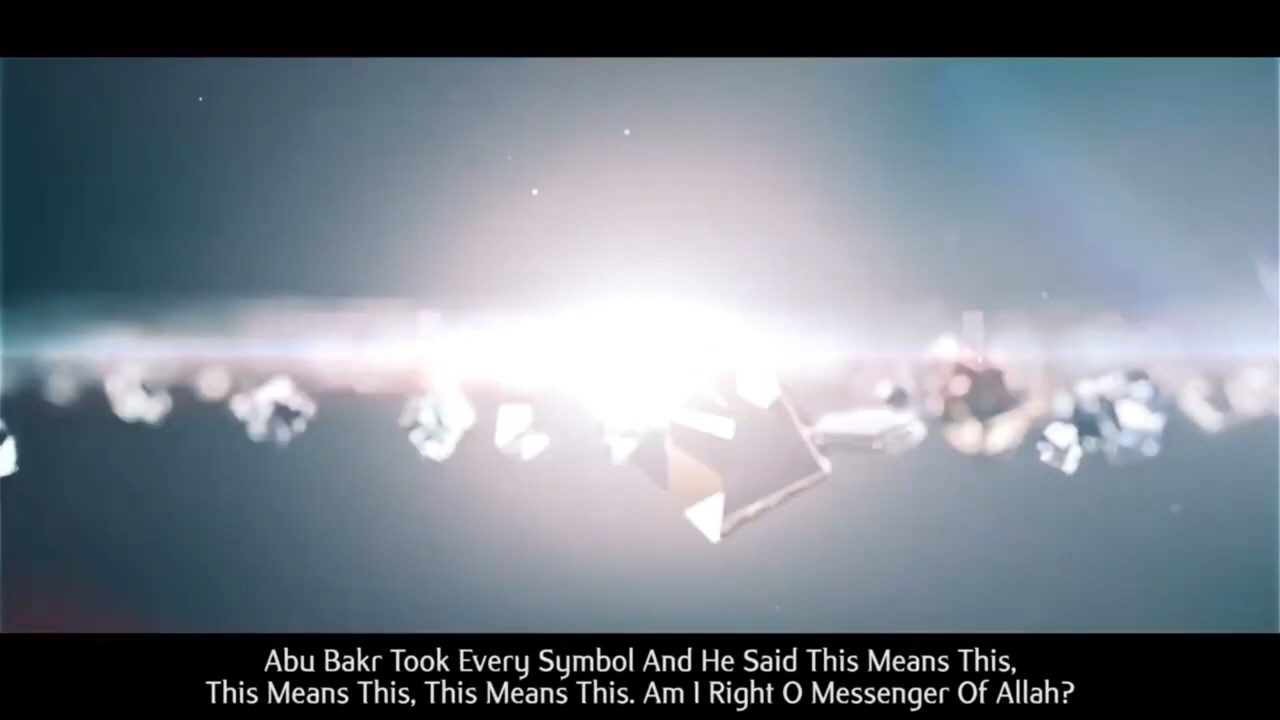 Abu Bakr Took Every Symbol And He Said This Means This,
This Means This, This Means This. Am I Right O Messenger Of Allah?